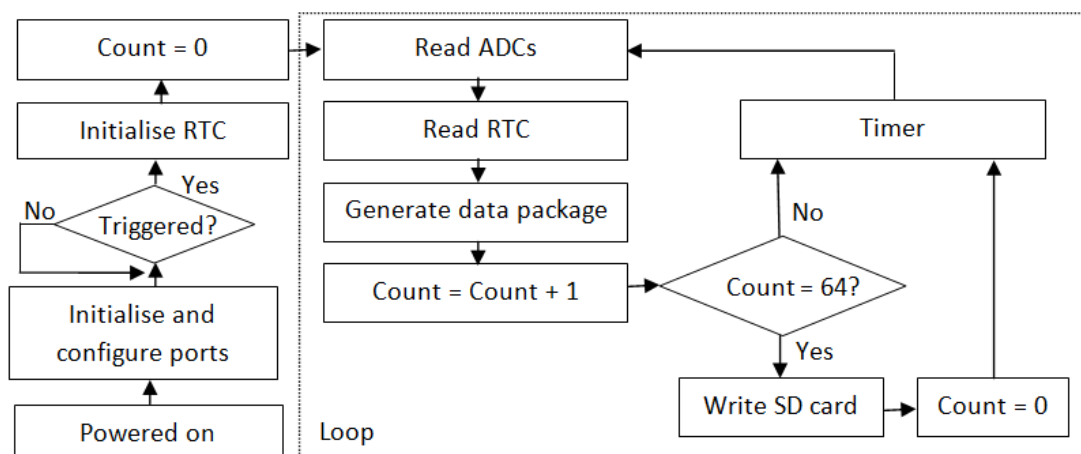 Count = 0
Initialise RTC
Yes
No
Triggered?
Initialise and
configure ports
Powered on
Read ADCs
Read RTC
Generate data package
Count = Count + 1
Loop
Timer
No
Count = 64?
Yes
Write SD card
Count = 0